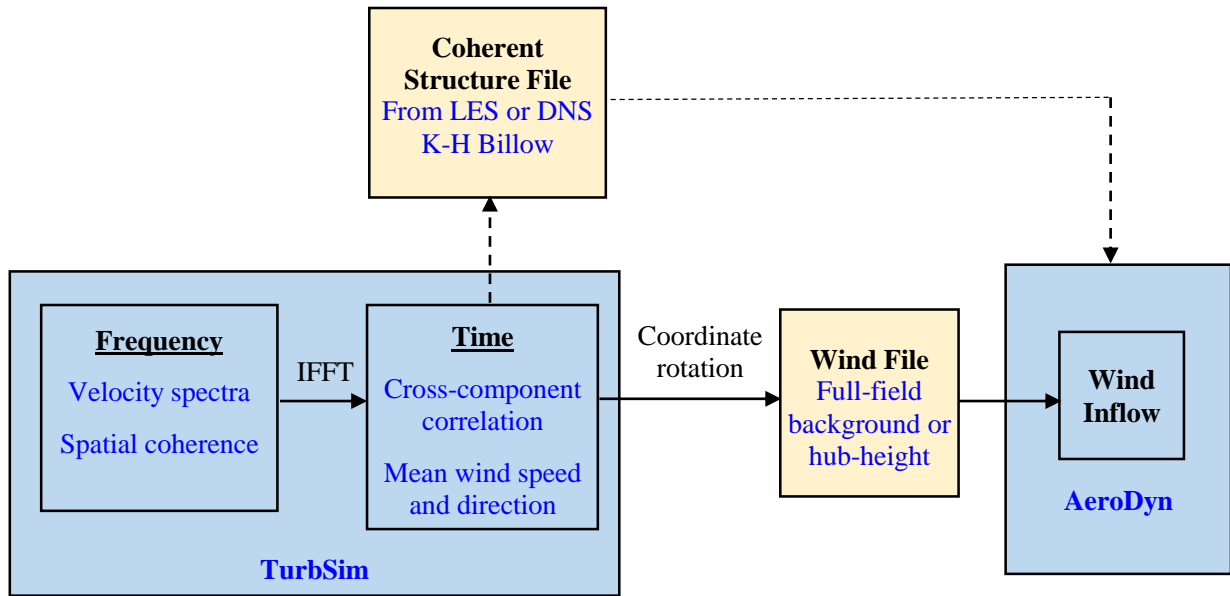 Coherent
Structure File
From LES or DNS
K-H Billow
Frequency
Velocity spectra
Spatial coherence
IFFT
Time
Cross-component
correlation
Mean wind speed
and direction
TurbSim
Coordinate
rotation
Wind File
Full-field
background or
hub-height
Wind
Inflow
AeroDyn